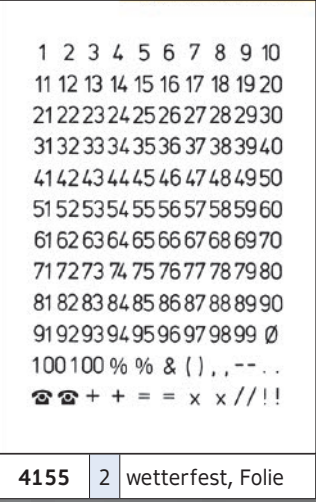 1 2 3 4 5 6 7 8 9 10
11 12 13 14 15 16 17 18 19 20
21 22 23 24 25 26 27 28 29 30
31 32 33 34 35 36 37 38 39 40
41 42 43 44 45 46 47 48 49 50
51 52 53 54 55 56 57 58 59 60
61 62 63 64 65 66 67 68 69 70
71 72 73 74 75 76 77 78 79 80
81 82 83 84 85 86 87 88 89 90
91 92 93 94 95 96 97 98 99 Ø
100 100 % % & ( ) , , - - . .
☎ ☎ + + = = x x / / ! !
4155 2 wetterfest, Folie